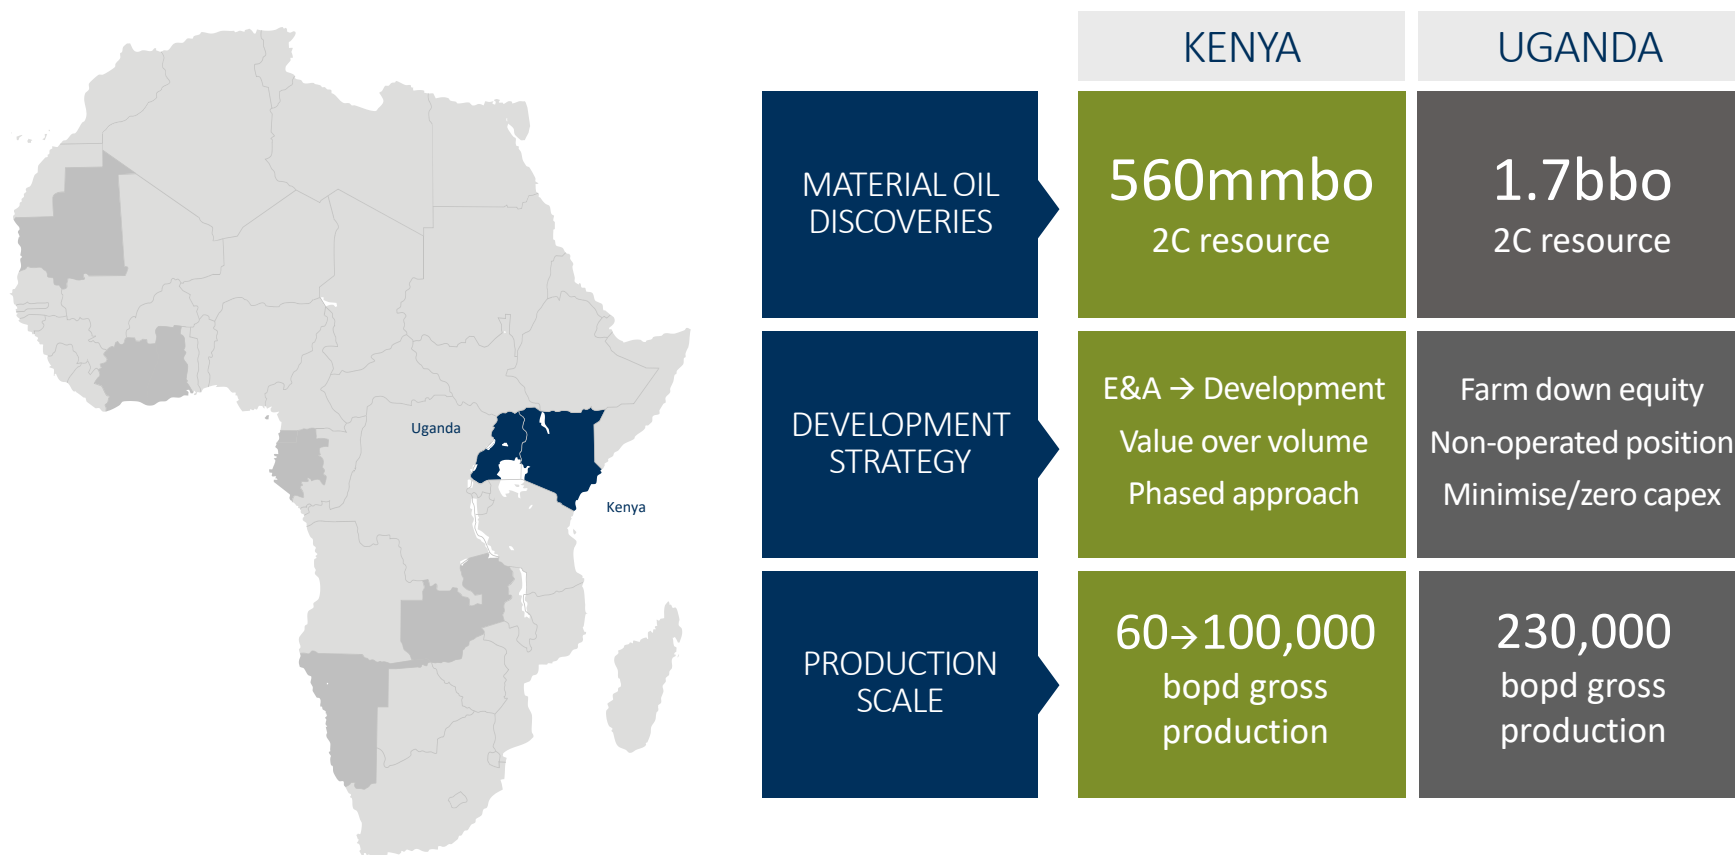 KENYA
UGANDA
MATERIAL OIL
DISCOVERIES
560mmbo
2C resource
1.7bbo
2C resource
DEVELOPMENT
STRATEGY
E&A → Development
Value over volume
Phased approach
Farm down equity
Non-operated position
Minimise/zero capex
PRODUCTION
SCALE
60→100,000
bopd gross
production
230,000
bopd gross
production
Uganda
Kenya